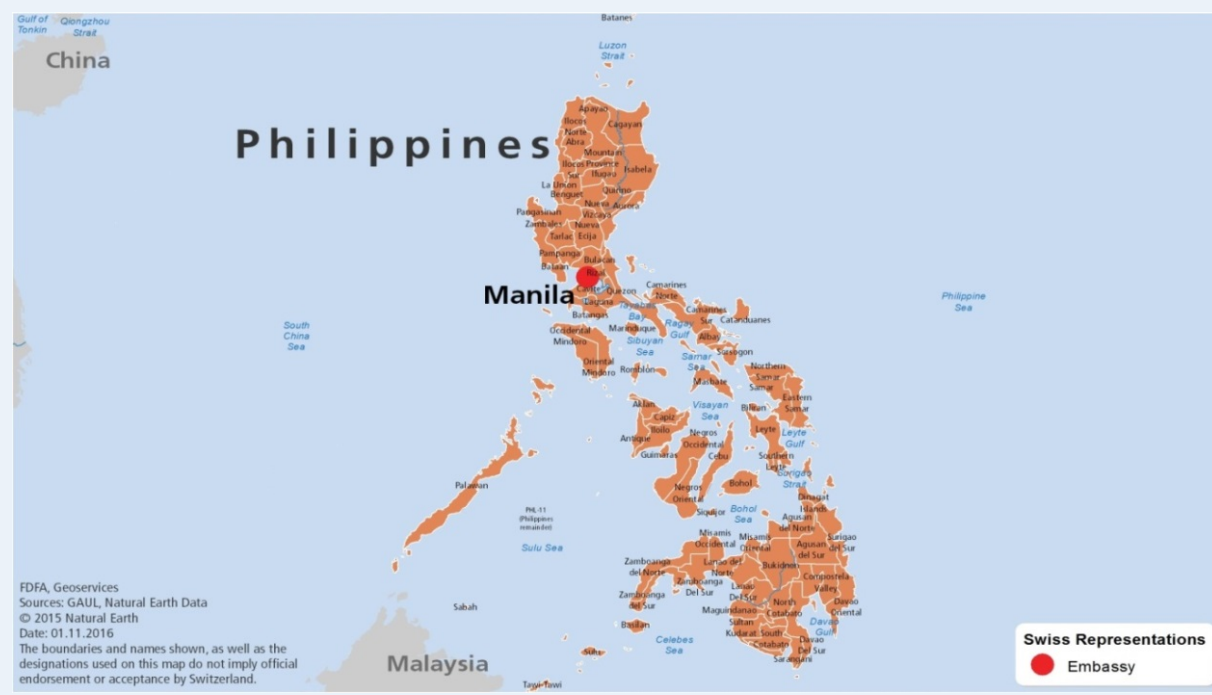 Gulf of
Tonkin
Qiongzhou
Strait
China
Batanes
Luzon
Strait
Philippines
Apayao
Ilocos
Norte
Cagayan
Abra
Mountain
Province
Ilocos
Sur
Ifugao
Isabela
La Union
Benguet
Quirino
Nueva
Vizcaya
Aurora
Pangasinan
Zambales
Nueva
Ecija
Tarlac
Pampanga
Bulacan
Bataan
Rizal
Manila
Quezon
Laguna
Batangas
Camarines
Norte
Tayabas
Bay
Camarines
Sur
Catanduanes
Ragay
Gulf
Philippine
Sea
South
China
Sea
Occidental
Mindoro
Marinduque
Sibuyan
Sea
Albay
Sorsogon
Oriental
Mindoro
Romblon
Samar
Sea
Masbate
Northern
Samar
Samar
Eastern
Samar
Aklan
Capiz
Iloilo
Antique
Guimaras
Visayan
Sea
Biliran
Leyte
Leyte
Gulf
Negros
Occidental
Cebu
Southern
Leyte
Surigao
Strait
Palawan
Negros
Oriental
Bohol
Dinagat
Islands
PHL-11
(Philippines
remainder)
Siquijor
Bohol
Sea
Agusan
del Norte
Sulu Sea
Misamis
Occidental
Misamis
Oriental
Agusan
del Sur
Surigao
del Sur
Zamboanga
del Norte
Lanao del
Norte
Bukidnon
Zamboanga
Del Sur
Compostela
Valley
Zamboanga
del Sur
Lanao
Del Sur
Maguindanao
North
Cotabato
Davao
Oriental
Basilan
Sultan
Kudarat
South
Cotabato
Davao
Gulf
Davao
Del Sur
Sarangani
Celebes
Sea
Sulu
Tawi-Tawi
Sabah
Malaysia
FDFA, Geoservices
Sources: GAUL, Natural Earth Data
© 2015 Natural Earth
Date: 01.11.2016
The boundaries and names shown, as well as the
designations used on this map do not imply official
endorsement or acceptance by Switzerland.
Swiss Representations
Embassy